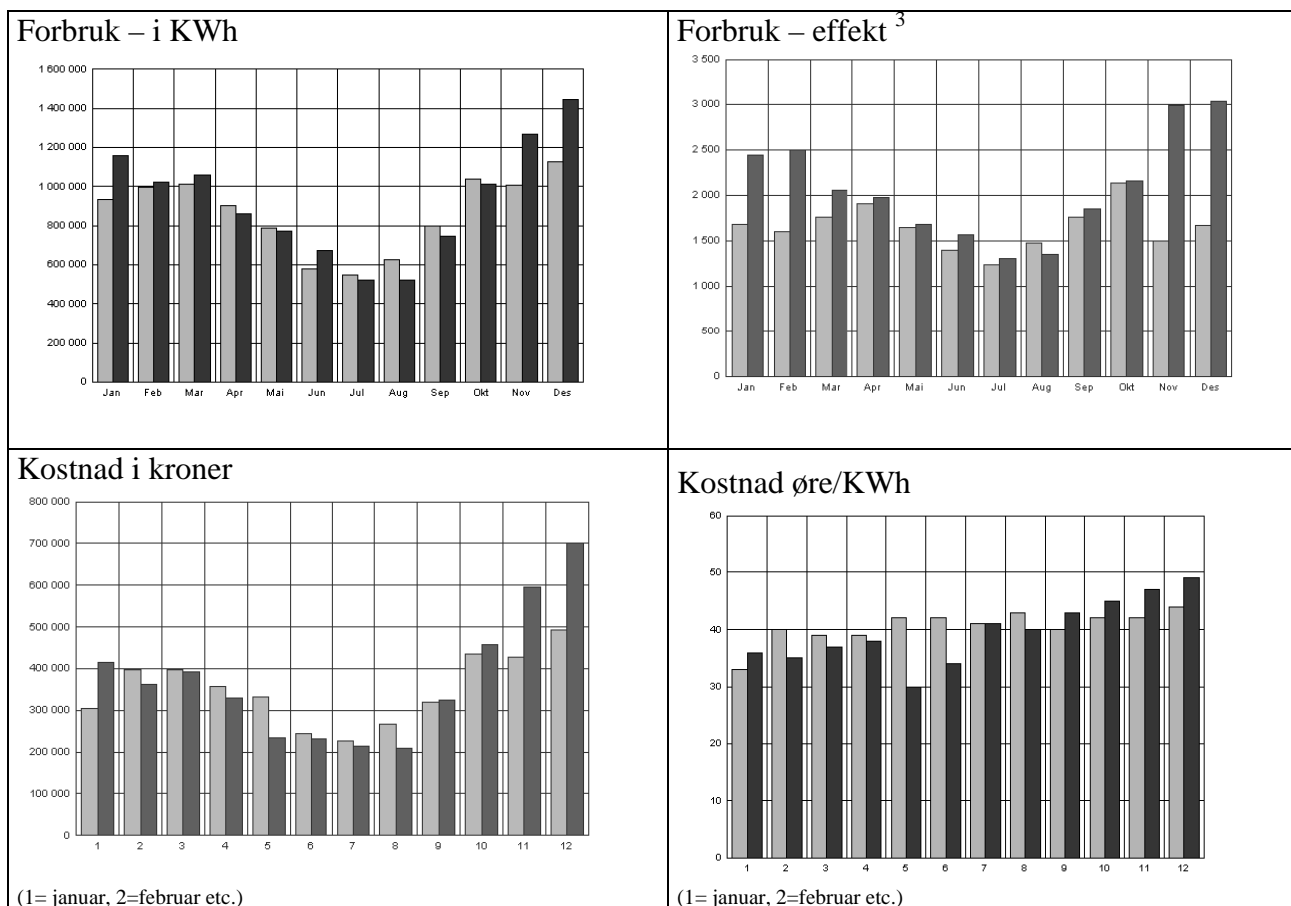 Forbruk – i KWh
1 600 000
1 400 000
1 200 000
1 000 000
800 000
600 000
400 000
200 000
0
Jan Feb Mar Apr Mai Jun Jul Aug Sep Okt Nov Des
Forbruk – effekt 3
3 500
3 000
2 500
2 000
1 500
1 000
500
0
Jan Feb Mar Apr Mai Jun Jul Aug Sep Okt Nov Des
Kostnad i kroner
800 000
700 000
600 000
500 000
400 000
300 000
200 000
100 000
0
1 2 3 4 5 6 7 8 9 10 11 12
(1= januar, 2=februar etc.)
Kostnad øre/KWh
60
50
40
30
20
10
0
1 2 3 4 5 6 7 8 9 10 11 12
(1= januar, 2=februar etc.)